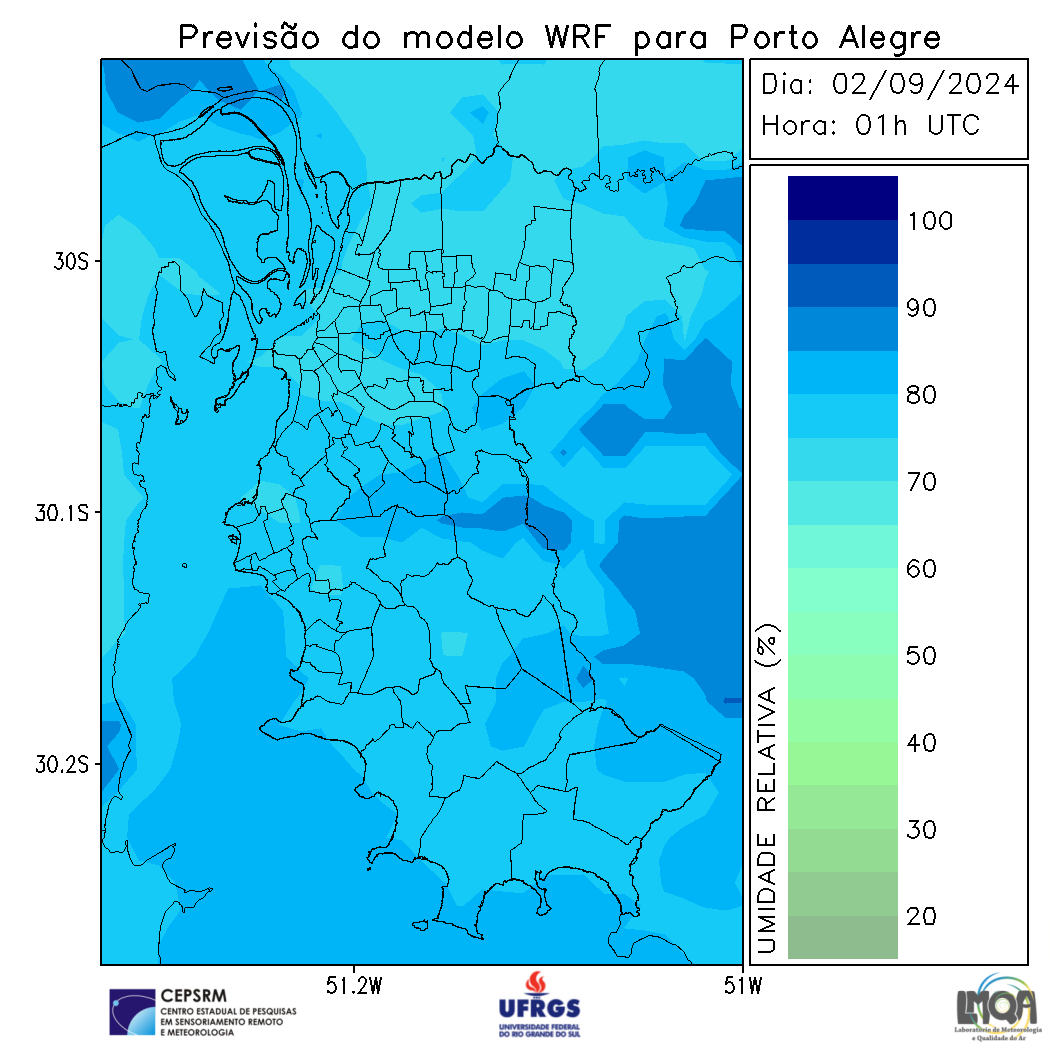 Previsão do modelo WRF para Porto Alegre
Dia: 02/09/2024
Hora: 01h UTC
30S
30.1S
30.2S
51.2W
51W
100
90
80
70
60
50
40
30
20
UMIDADE RELATIVA (%)
CEPSRM
CENTRO ESTADUAL DE PESQUISAS
EM SENSORIAMENTO REMOTO
E METEOROLOGIA
UFRGS
UNIVERSIDADE FEDERAL
DO RIO GRANDE DO SUL
LMQA
Laboratório de Meteorologia
e Qualidade do Ar